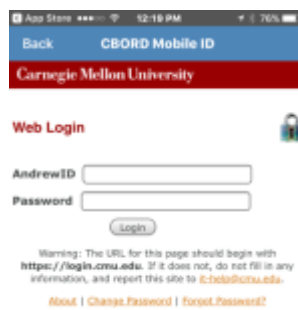 App Store 12:19 PM 76%
Back CBORD Mobile ID
Carnegie Mellon University
Web Login
AndrewID
Password
Login
Warning: The URL for this page should begin with
https://login.cmu.edu. If it does not, do not fill in any
information, and report this site to it-help@cmu.edu.
About | Change Password | Forgot Password?